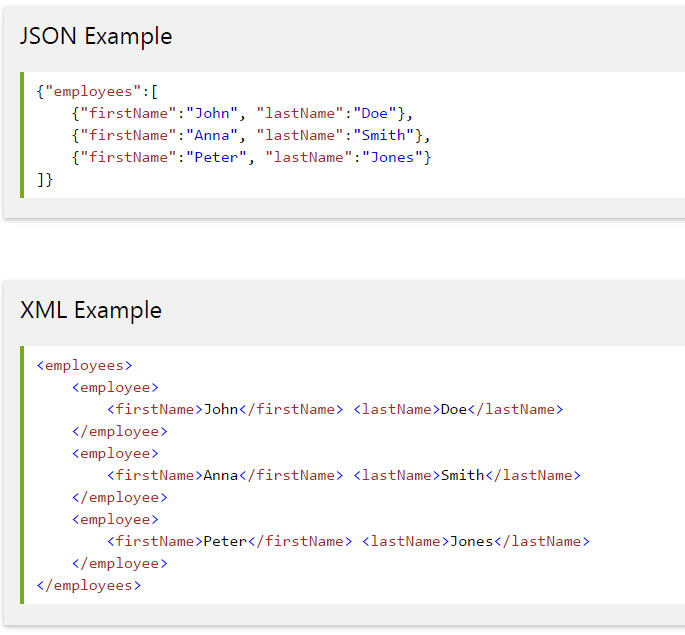 JSON Example
{"employees":[
    {"firstName":"John", "lastName":"Doe"},
    {"firstName":"Anna", "lastName":"Smith"},
    {"firstName":"Peter", "lastName":"Jones"}
]}
XML Example
<employees>
    <employee>
        <firstName>John</firstName> <lastName>Doe</lastName>
    </employee>
    <employee>
        <firstName>Anna</firstName> <lastName>Smith</lastName>
    </employee>
    <employee>
        <firstName>Peter</firstName> <lastName>Jones</lastName>
    </employee>
</employees>